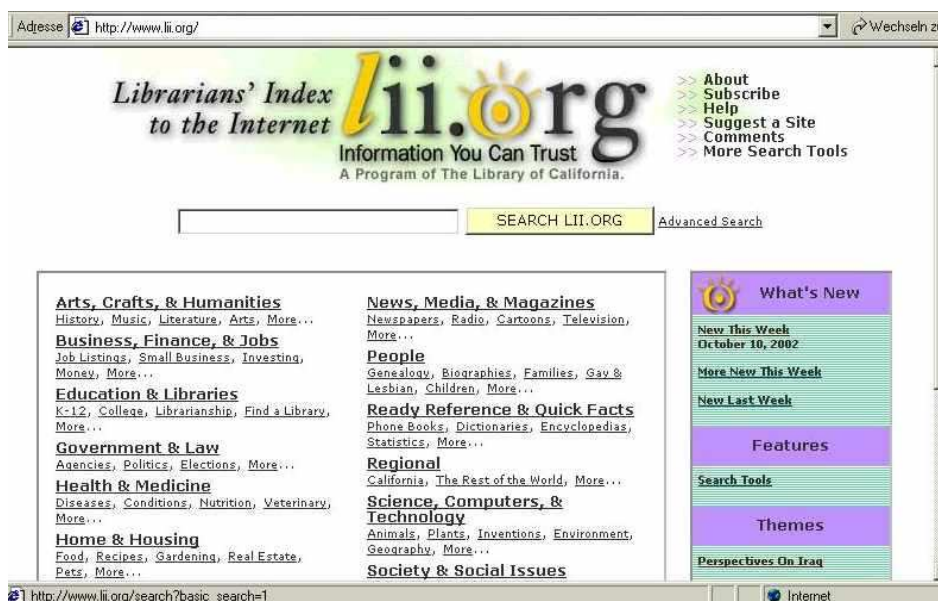 Adresse http://www.lii.org/ Wechseln zu
Librarians' Index
to the Internet
lii.org
Information You Can Trust
A Program of The Library of California.
>> About
>> Subscribe
>> Help
>> Suggest a Site
>> Comments
>> More Search Tools
SEARCH LII.ORG Advanced Search
Arts, Crafts, & Humanities
History, Music, Literature, Arts, More...
Business, Finance, & Jobs
Job Listings, Small Business, Investing,
Money, More...
Education & Libraries
K-12, College, Librarianship, Find a Library,
More...
Government & Law
Agencies, Politics, Elections, More...
Health & Medicine
Diseases, Conditions, Nutrition, Veterinary,
More...
Home & Housing
Food, Recipes, Gardening, Real Estate,
Pets, More...
News, Media, & Magazines
Newspapers, Radio, Cartoons, Television,
More...
People
Genealogy, Biographies, Families, Gay &
Lesbian, Children, More...
Ready Reference & Quick Facts
Phone Books, Dictionaries, Encyclopedias,
Statistics, More...
Regional
California, The Rest of the World, More...
Science, Computers, &
Technology
Animals, Plants, Inventions, Environment,
Geography, More...
Society & Social Issues
What's New
New This Week
October 10, 2002
More New This Week
New Last Week
Features
Search Tools
Themes
Perspectives On Iraq
http://www.lii.org/search?basic_search=1 Internet